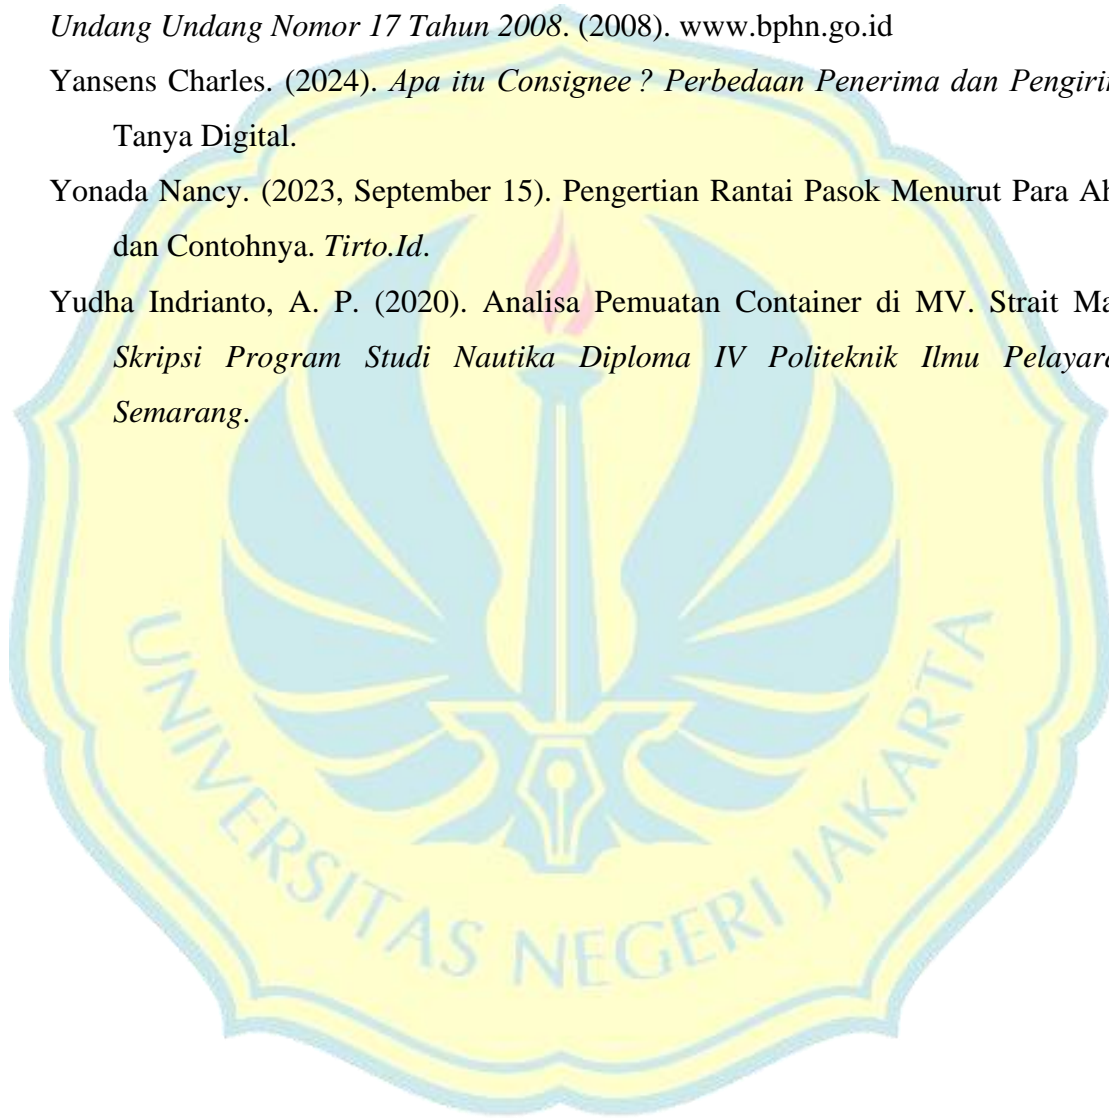 Undang Undang Nomor 17 Tahun 2008. (2008). www.bphn.go.id
Yansens Charles. (2024). Apa itu Consignee ? Perbedaan Penerima dan
Tanya Digital.
Yonada Nancy. (2023, September 15). Pengertian Rantai Pasok Menurut Para
dan Contohnya. Tirto.Id.
Yudha Indrianto, A. P. (2020). Analisa Pemuatan Container di MV. Strait
Skripsi Program Studi Nautika Diploma IV Politeknik Ilmu
Semarang.
UNIVERSITAS NEGERI JAKARTA